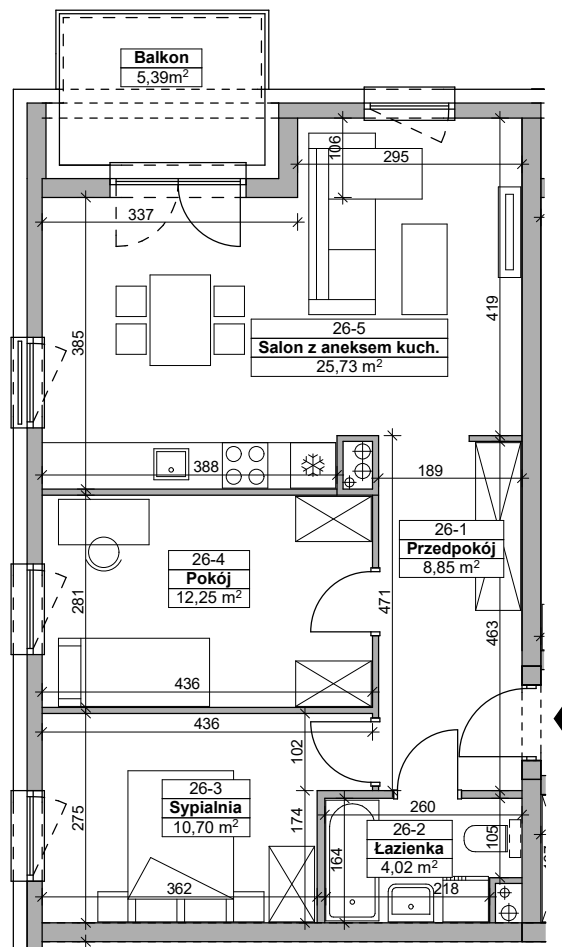 Balkon
5,39m²
106
295
337
419
385
26-5
Salon z aneksem kuch.
25,73 m²
388
189
26-1
Przedpokój
8,85 m²
26-4
Pokój
12,25 m²
281
471
463
436
436
102
26-3
Sypialnia
10,70 m²
275
174
260
26-2
Łazienka
4,02 m²
164
105
362
218